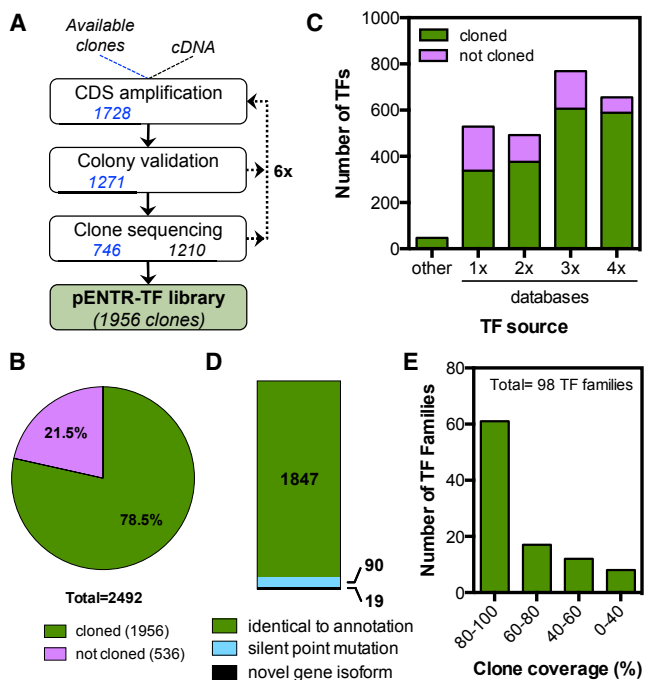 A
Available
clones
cDNA
CDS amplification
1728
Colony validation
1271
6x
Clone sequencing
746 1210
pENTR-TF library
(1956 clones)
B
21.5%
78.5%
Total=2492
cloned (1956)
not cloned (536)
C
Number of TFs
1000
800
600
400
200
0
cloned
not cloned
other 1x 2x 3x 4x
databases
TF source
D
1847
90
19
identical to annotation
silent point mutation
novel gene isoform
E
Total= 98 TF families
Number of TF Families
80
60
40
20
0
80-100 60-80 40-60 0-40
Clone coverage (%)